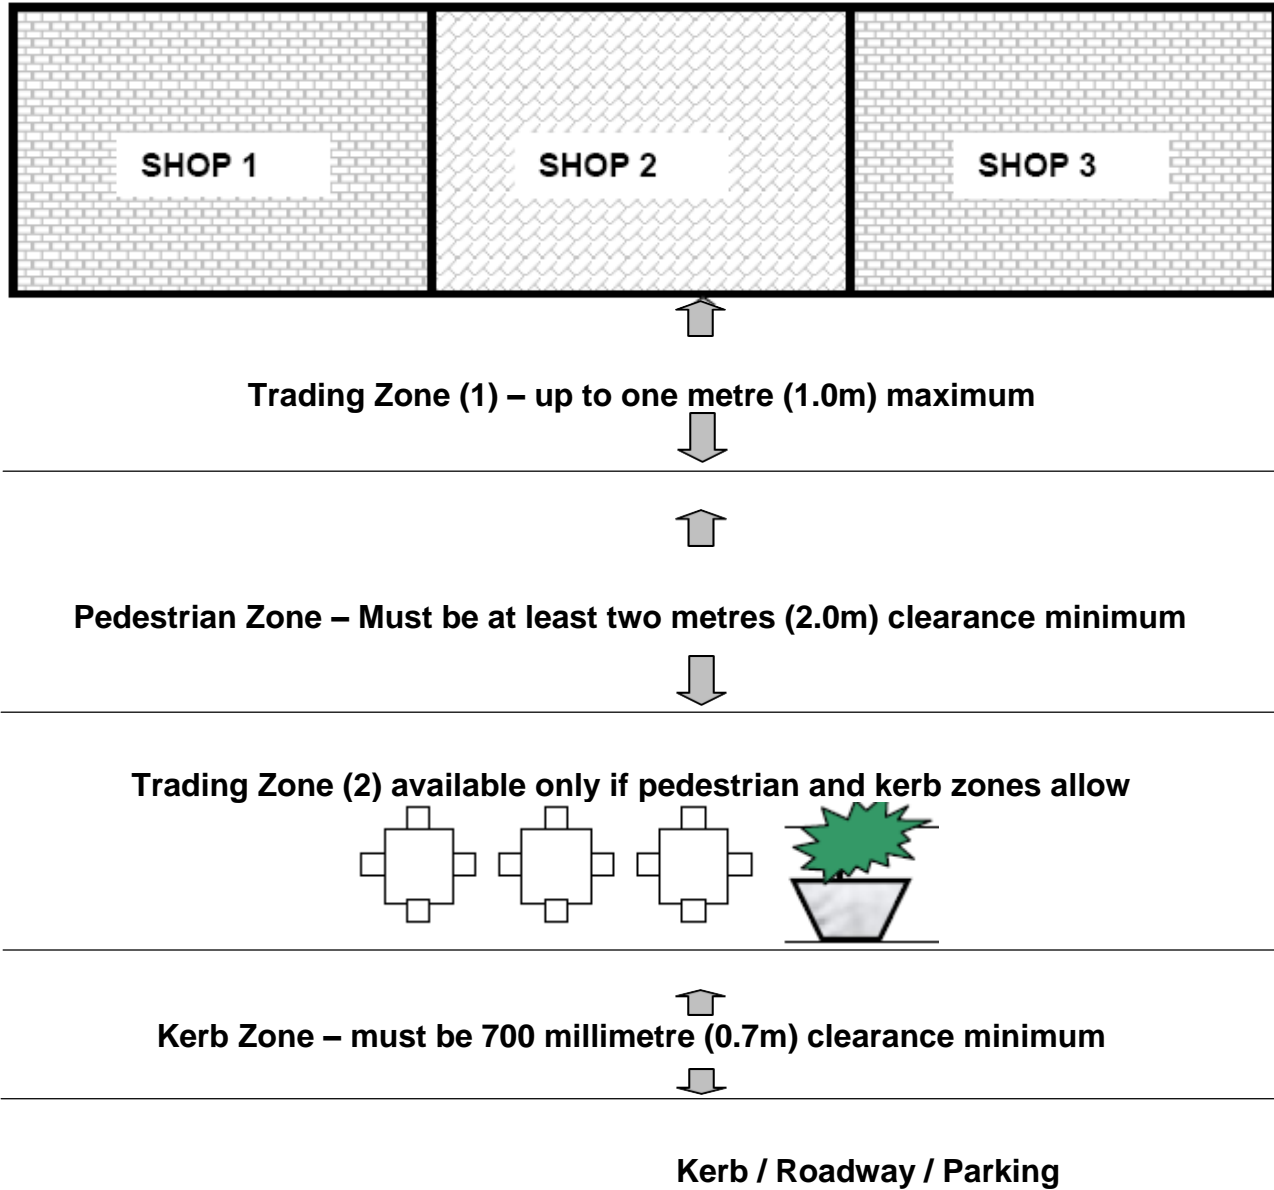 SHOP 1
SHOP 2
SHOP 3
Trading Zone (1) – up to one metre (1.0m) maximum
Pedestrian Zone – Must be at least two metres (2.0m) clearance minimum
Trading Zone (2) available only if pedestrian and kerb zones allow
Kerb Zone – must be 700 millimetre (0.7m) clearance minimum
Kerb / Roadway / Parking